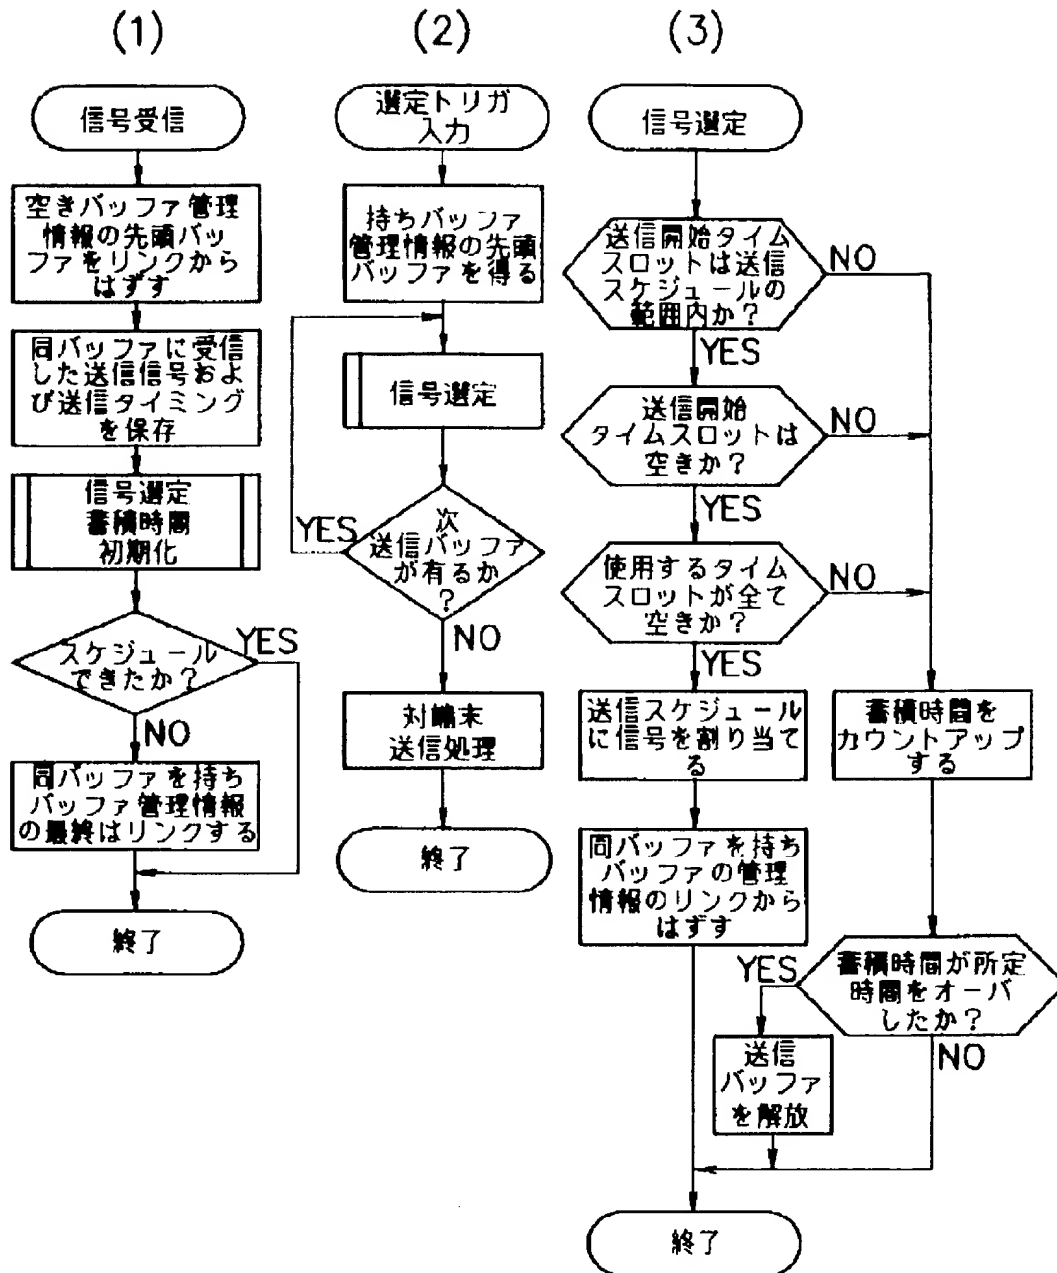 (1)
信号受信
空きバッファ管理
情報の先頭バッ
ファをリンクから
はずす
同バッファに受信
した送信信号およ
び送信タイミング
を保存
信号選定
蓄積時間
初期化
スケジュール
できたか？
YES
NO
同バッファを持ち
バッファ管理情報
の最終はリンクする
終了
(2)
選定トリガ
入力
持ちバッファ
管理情報の先頭
バッファを得る
信号選定
次
送信バッファ
が有るか
？
YES
NO
対端末
送信処理
終了
(3)
信号選定
送信開始タイム
スロットは送信
スケジュールの
範囲内か？
NO
YES
送信開始
タイムスロットは
空きか？
NO
YES
使用するタイム
スロットが全て
空きか？
NO
YES
送信スケジュール
に信号を割り当て
る
同バッファを持ち
バッファの管理
情報のリンクから
はずす
蓄積時間を
カウントアップ
する
蓄積時間が所定
時間をオーバ
したか？
YES
NO
送信
バッファ
を解放
終了